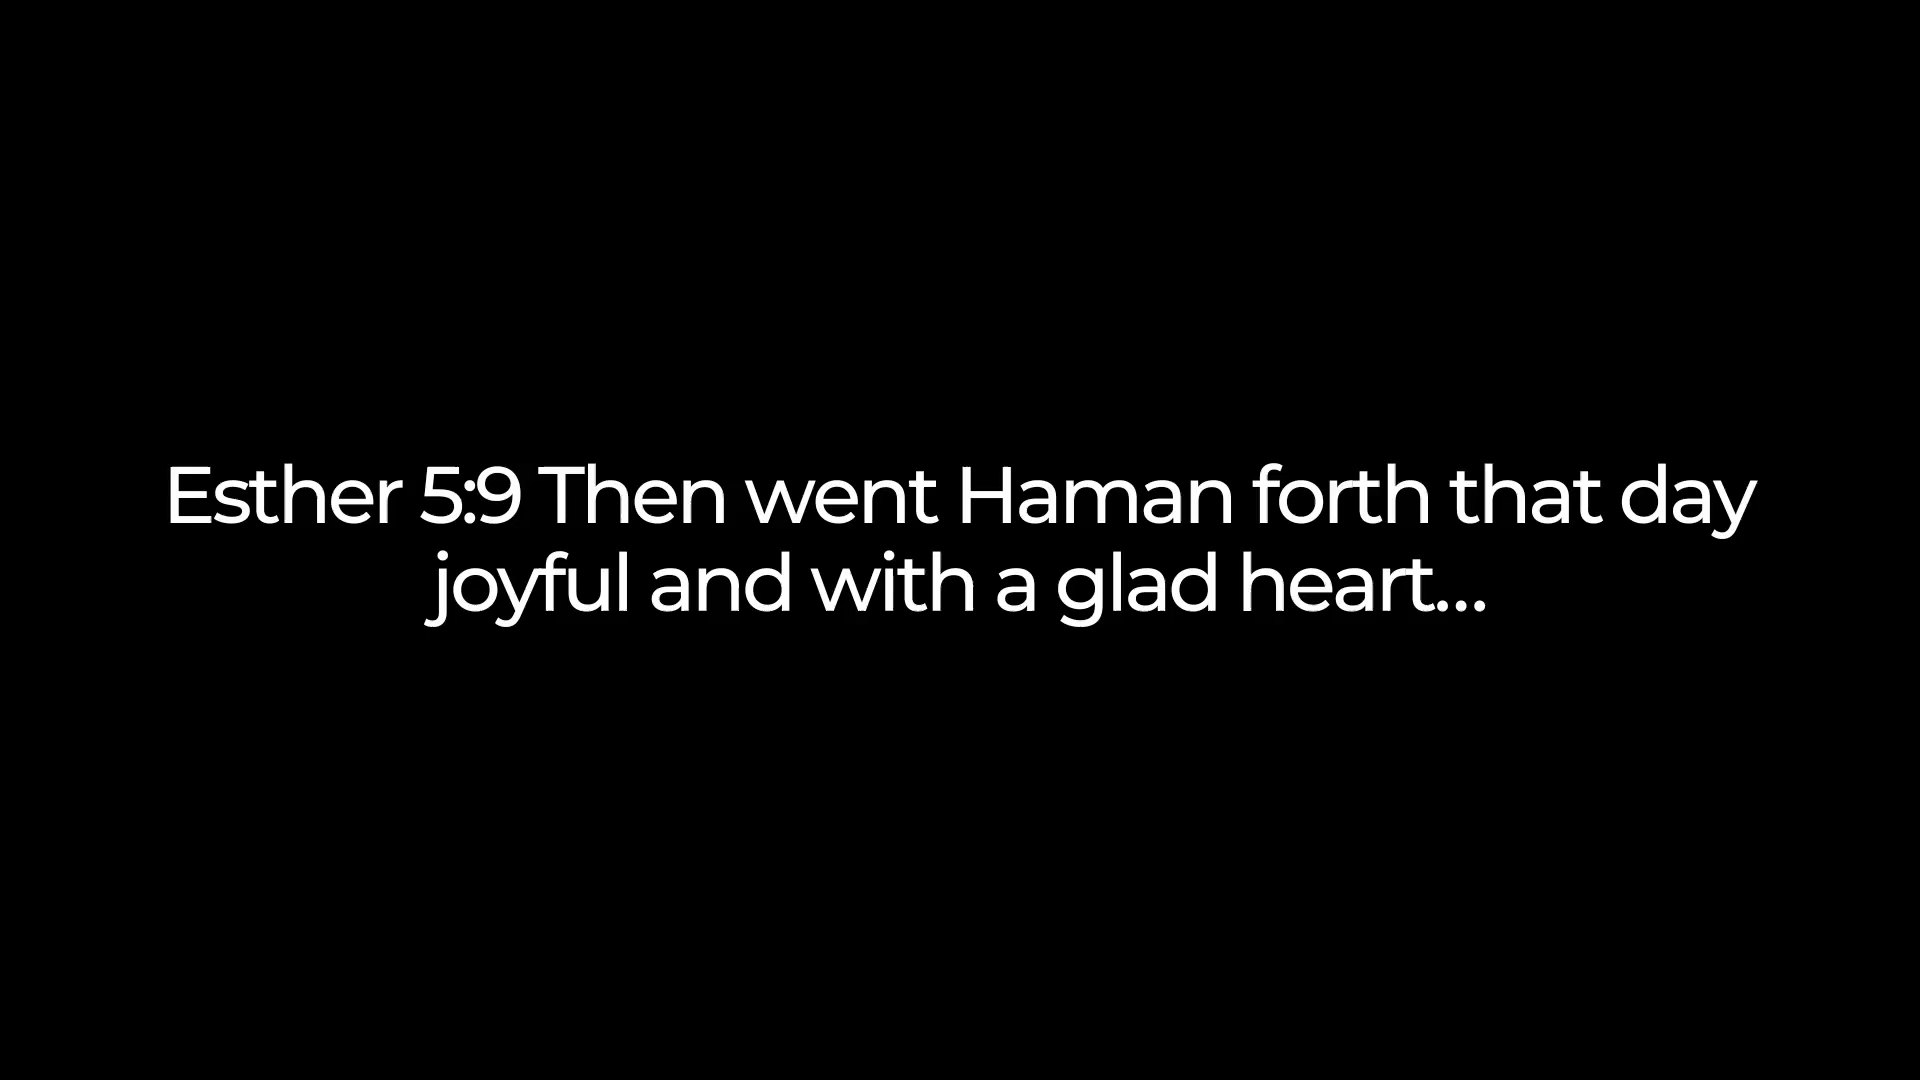 Esther 5:9 Then went Haman forth that day
joyful and with a glad heart...